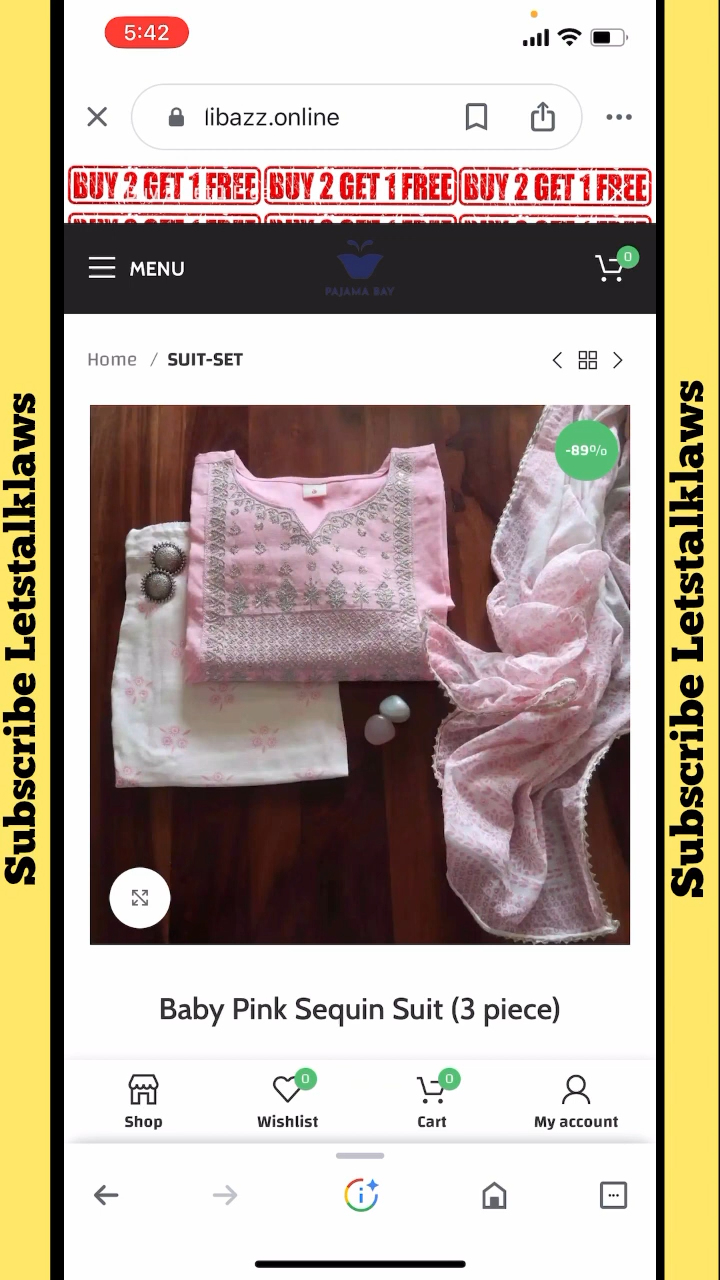 5:42
libazz.online
BUY 2 GET 1 FREE BUY 2 GET 1 FREE BUY 2 GET 1 FREE
MENU
PAJAMA BAY
0
Home / SUIT-SET
-89%
Baby Pink Sequin Suit (3 piece)
0
0
Shop
Wishlist
Cart
My account
Subscribe Letstalklaws
Subscribe Letstalklaws